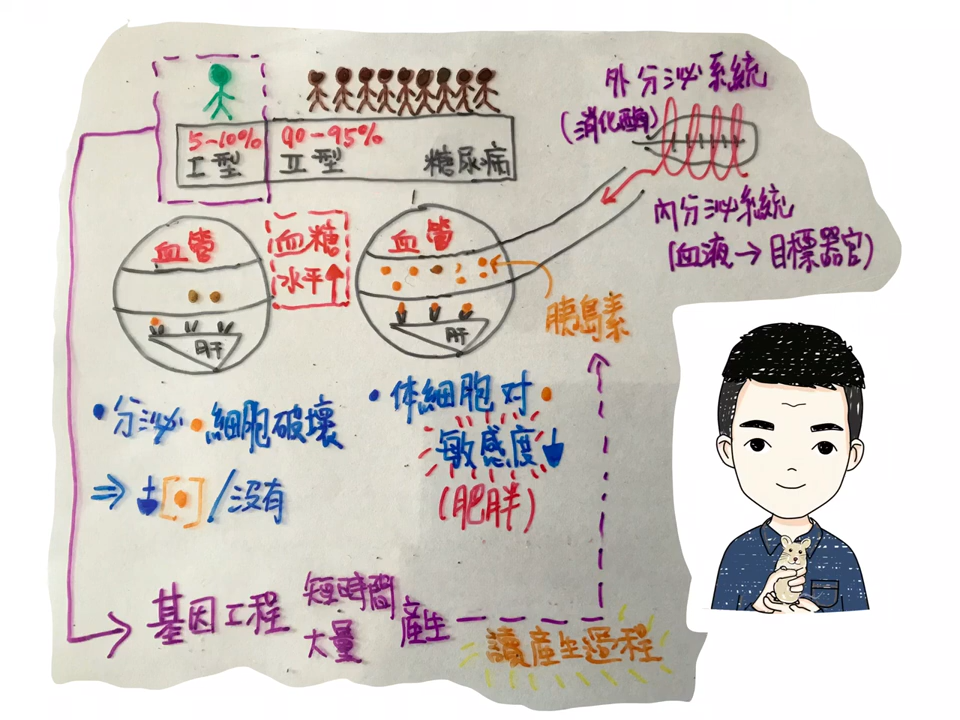 5-10% 90-95%
I型 II型 糖尿病
外分泌系統
(消化酶)
內分泌系統
(血液→目標器官)
血管
血糖
水平↑
血管
肝
肝
胰島素
• 分泌•細胞破壞
⇒ ↓[•]/没有
• 体細胞对•
敏感度↓
(肥胖)
基因工程 短時間 產生
大量
讀產生過程